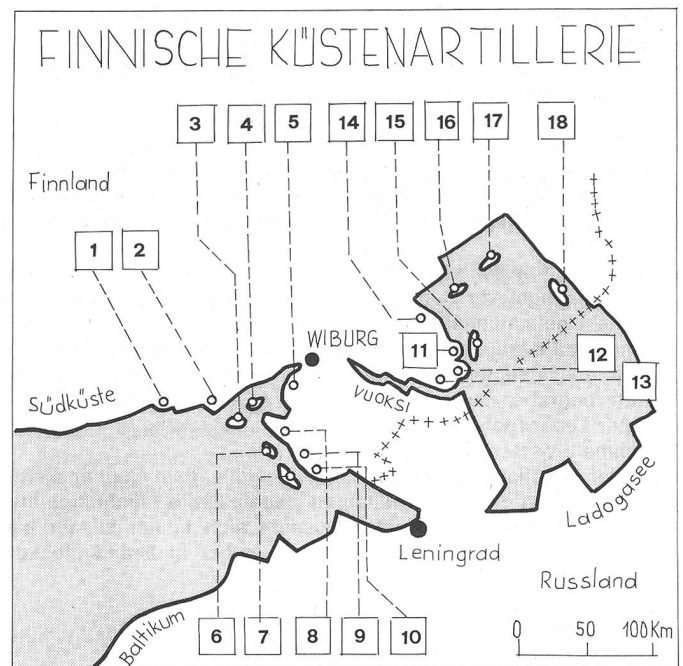 FINNISCHE KÜSTENARTILLERIE
3 4 5 14 15 16 17 18
Finnland
1 2
WIBURG
11
12
13
Südküste
VUOKSI
Ladogasee
Leningrad
Russland
Baltikum
6 7 8 9 10
0 50 100 Km